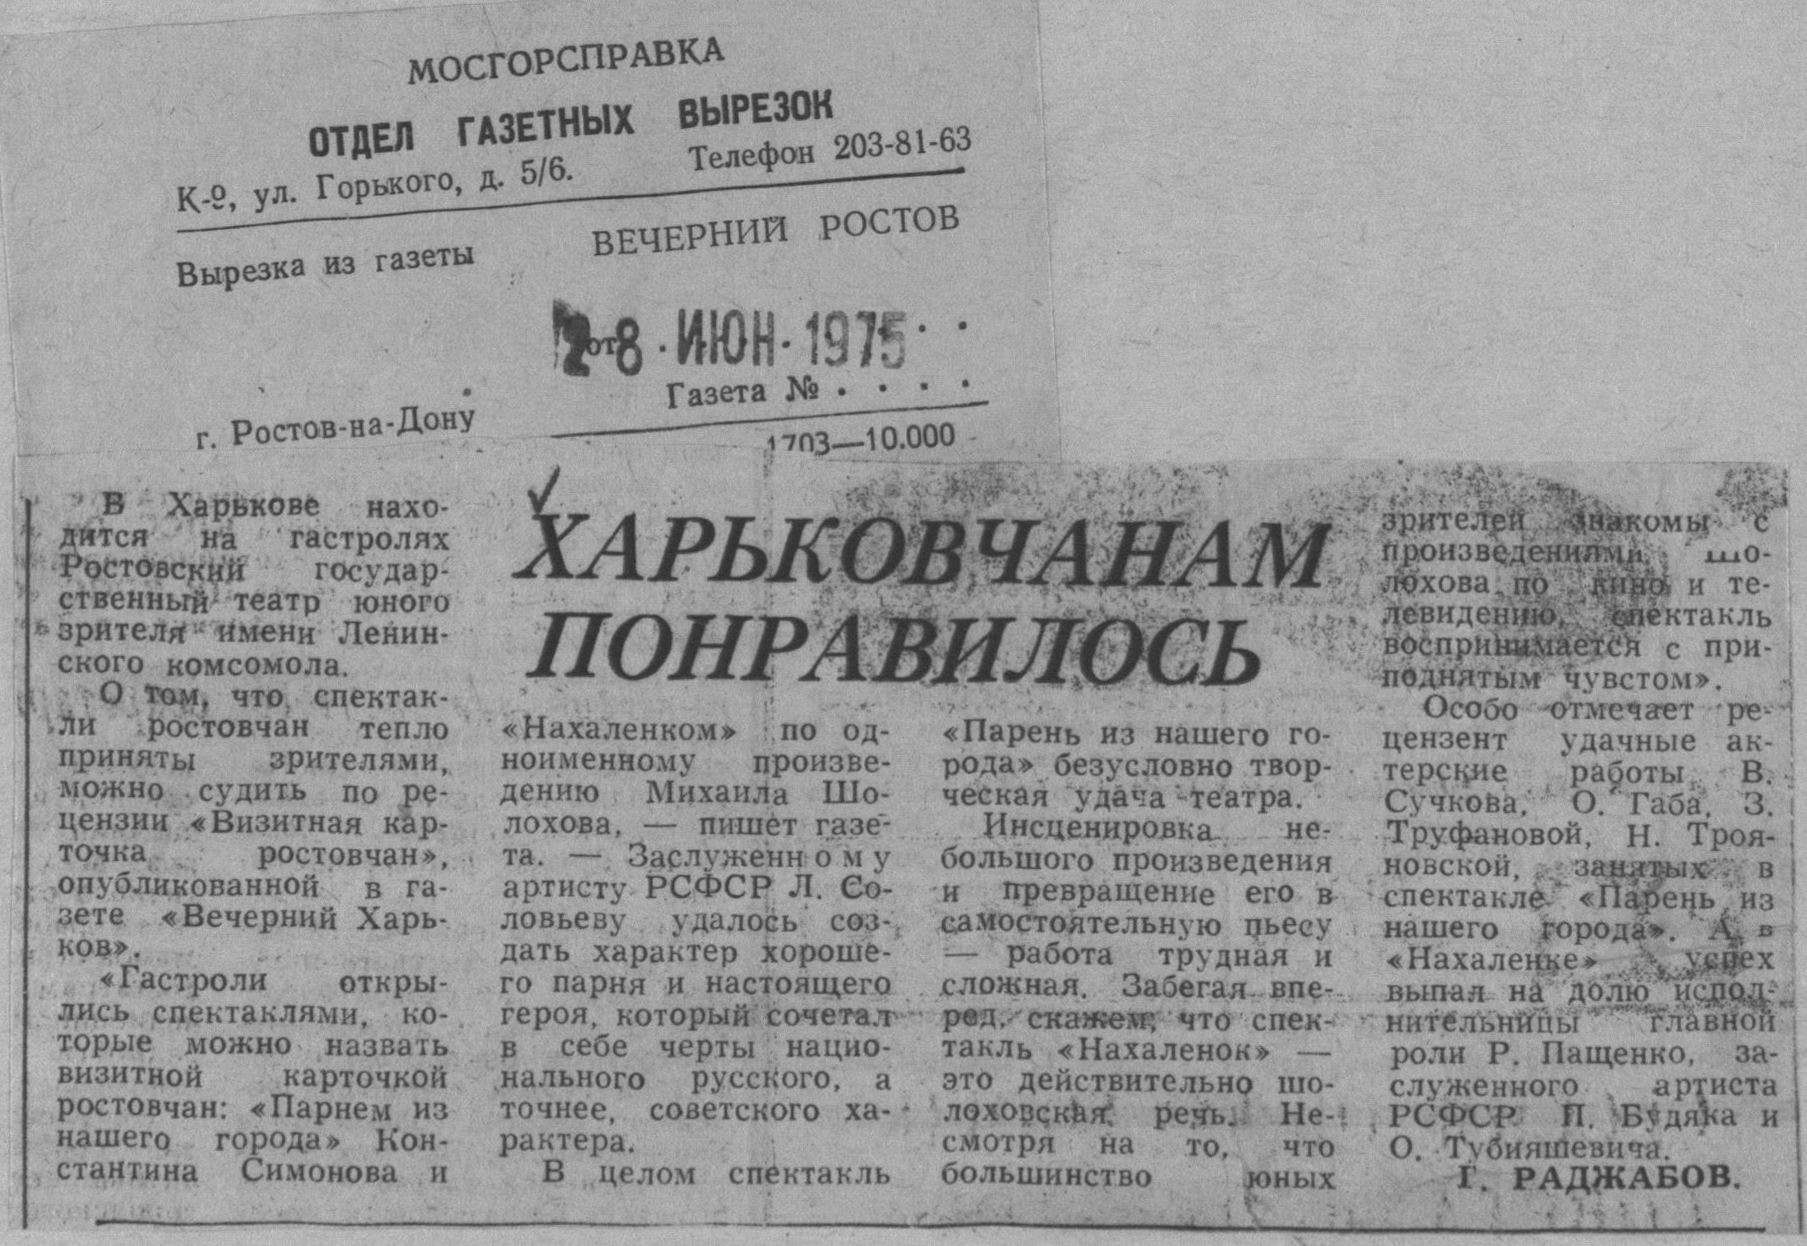 МОСГОРСПРАВКА
ОТДЕЛ ГАЗЕТНЫХ ВЫРЕЗОК
К-9, ул. Горького, д. 5/6. Телефон 203-81-63
Вырезка из газеты ВЕЧЕРНИЙ РОСТОВ
от 28 ИЮН 1975
Газета № . . . .
г. Ростов-на-Дону
1703—10.000
ХАРЬКОВЧАНАМ
ПОНРАВИЛОСЬ
В Харькове нахо-
дится на гастролях
Ростовский государ-
ственный театр юного
зрителя имени Ленин-
ского комсомола.
О том, что спектак-
ли ростовчан тепло
приняты зрителями,
можно судить по ре-
цензии «Визитная кар-
точка ростовчан»,
опубликованной в га-
зете «Вечерний Харь-
ков».
«Гастроли откры-
лись спектаклями, ко-
торые можно назвать
визитной карточкой
ростовчан: «Парнем из
нашего города» Кон-
стантина Симонова и
«Нахаленком» по од-
ноименному произве-
дению Михаила Шо-
лохова, — пишет газе-
та. — Заслуженному
артисту РСФСР Л. Со-
ловьеву удалось соз-
дать характер хороше-
го парня и настоящего
героя, который сочетал
в себе черты нацио-
нального русского, а
точнее, советского ха-
рактера.
В целом спектакль
«Парень из нашего го-
рода» безусловно твор-
ческая удача театра.
Инсценировка не-
большого произведения
и превращение его в
самостоятельную пьесу
— работа трудная и
сложная. Забегая впе-
ред, скажем, что спек-
такль «Нахаленок» —
это действительно шо-
лоховская речь. Не-
смотря на то, что
большинство юных
зрителей знакомы с
произведениями Шо-
лохова по кино и те-
левидению, спектакль
воспринимается с при-
поднятым чувстом».
Особо отмечает ре-
цензент удачные ак-
терские работы В.
Сучкова, О. Габа, З.
Труфановой, Н. Троя-
новской, занятых в
спектакле «Парень из
нашего города». А в
«Нахаленке» успех
выпал на долю испол-
нительницы главной
роли Р. Пащенко, за-
служенного артиста
РСФСР П. Будяка и
О. Тубияшевича.
Г. РАДЖАБОВ.